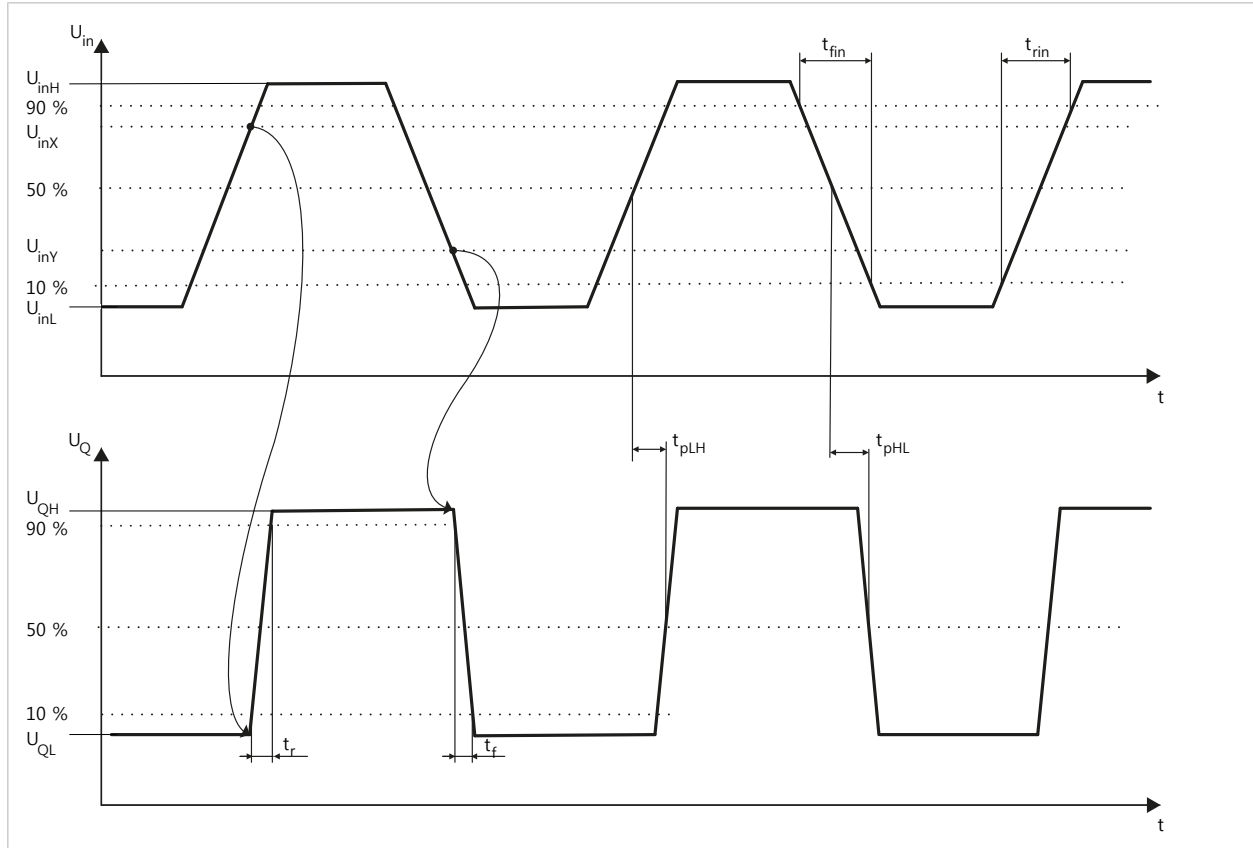 U_in
t_fin
t_rin
U_inH
90 %
U_inX
50 %
U_inY
10 %
U_inL
t
U_Q
t_pLH
t_pHL
U_QH
90 %
50 %
10 %
U_QL
t_r
t_f
t